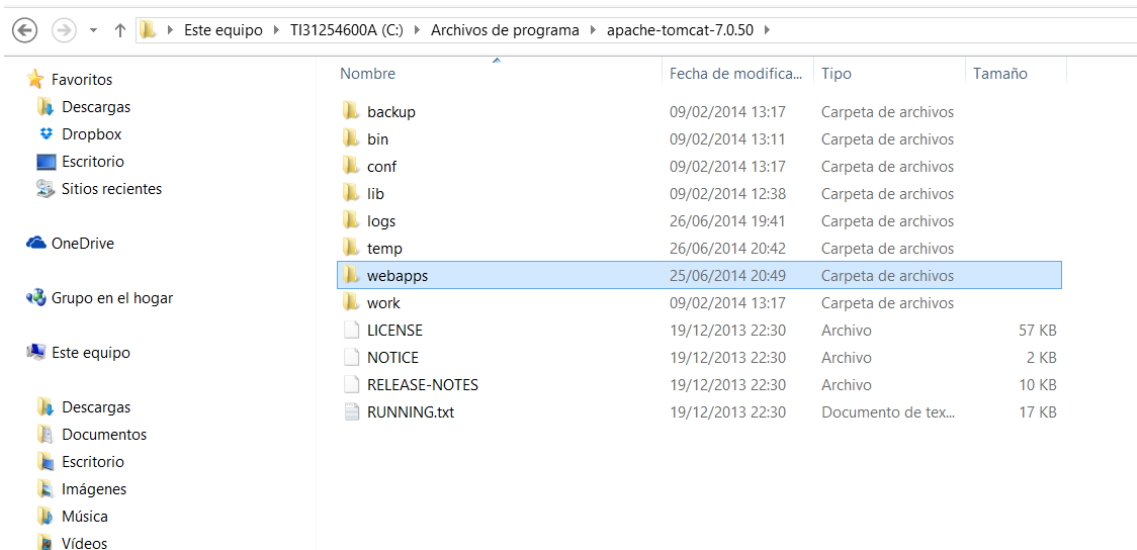 Este equipo TI31254600A (C:) Archivos de programa apache-tomcat-7.0.50
Favoritos
Descargas
Dropbox
Escritorio
Sitios recientes
OneDrive
Grupo en el hogar
Este equipo
Descargas
Documentos
Escritorio
Imágenes
Música
Vídeos
Nombre Fecha de modifica... Tipo Tamaño
backup 09/02/2014 13:17 Carpeta de archivos
bin 09/02/2014 13:11 Carpeta de archivos
conf 09/02/2014 13:17 Carpeta de archivos
lib 09/02/2014 12:38 Carpeta de archivos
logs 26/06/2014 19:41 Carpeta de archivos
temp 26/06/2014 20:42 Carpeta de archivos
webapps 25/06/2014 20:49 Carpeta de archivos
work 09/02/2014 13:17 Carpeta de archivos
LICENSE 19/12/2013 22:30 Archivo 57 KB
NOTICE 19/12/2013 22:30 Archivo 2 KB
RELEASE-NOTES 19/12/2013 22:30 Archivo 10 KB
RUNNING.txt 19/12/2013 22:30 Documento de tex... 17 KB